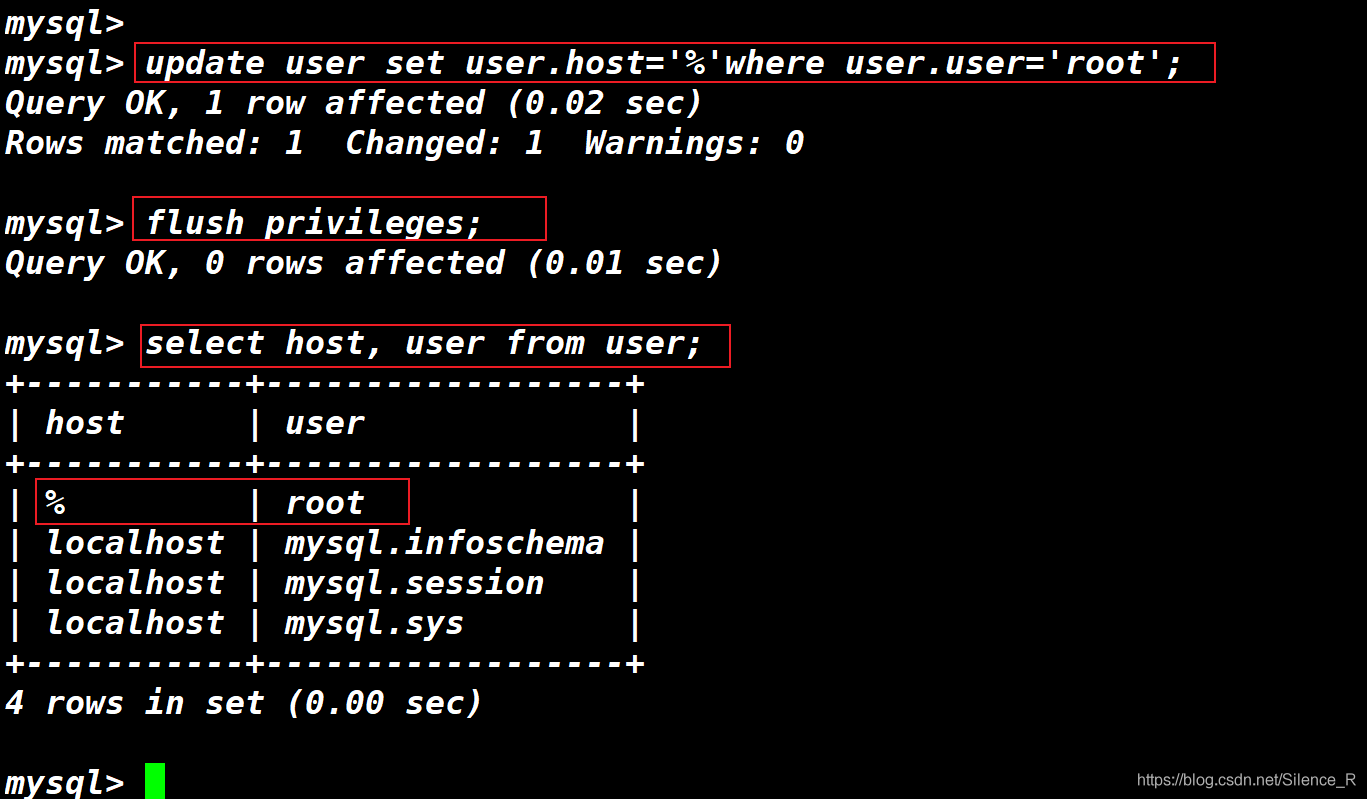 mysql>
mysql> update user set user.host='%'where user.user='root';
Query OK, 1 row affected (0.02 sec)
Rows matched: 1  Changed: 1  Warnings: 0
mysql> flush privileges;
Query OK, 0 rows affected (0.01 sec)
mysql> select host, user from user;
+-----------+------------------+
| host      | user             |
+-----------+------------------+
| %         | root             |
| localhost | mysql.infoschema |
| localhost | mysql.session    |
| localhost | mysql.sys        |
+-----------+------------------+
4 rows in set (0.00 sec)
mysql>
https://blog.csdn.net/Silence_R